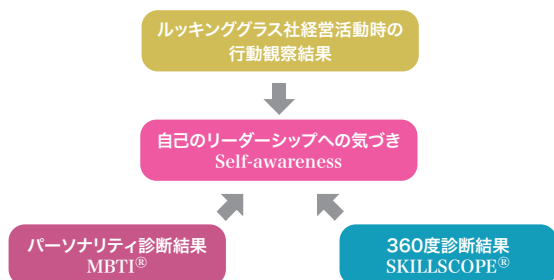 ルッキンググラス社経営活動時の
行動観察結果
自己のリーダーシップへの気づき
Self-awareness
パーソナリティ診断結果
MBTI®
360度診断結果
SKILLSCOPE®